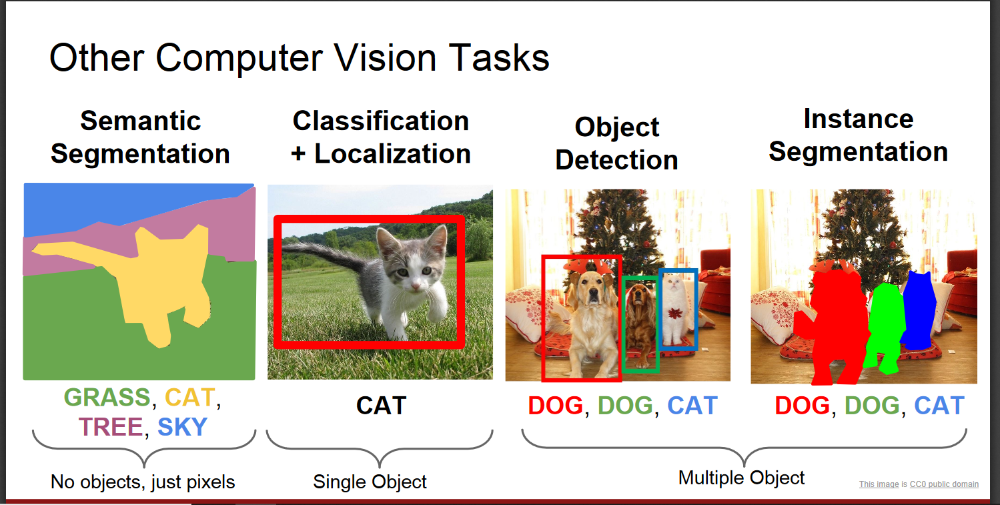 Other Computer Vision Tasks
Semantic
Segmentation
Classification
+ Localization
Object
Detection
Instance
Segmentation
GRASS, CAT,
TREE, SKY
CAT
DOG, DOG, CAT
DOG, DOG, CAT
No objects, just pixels
Single Object
Multiple Object
This image is CC0 public domain